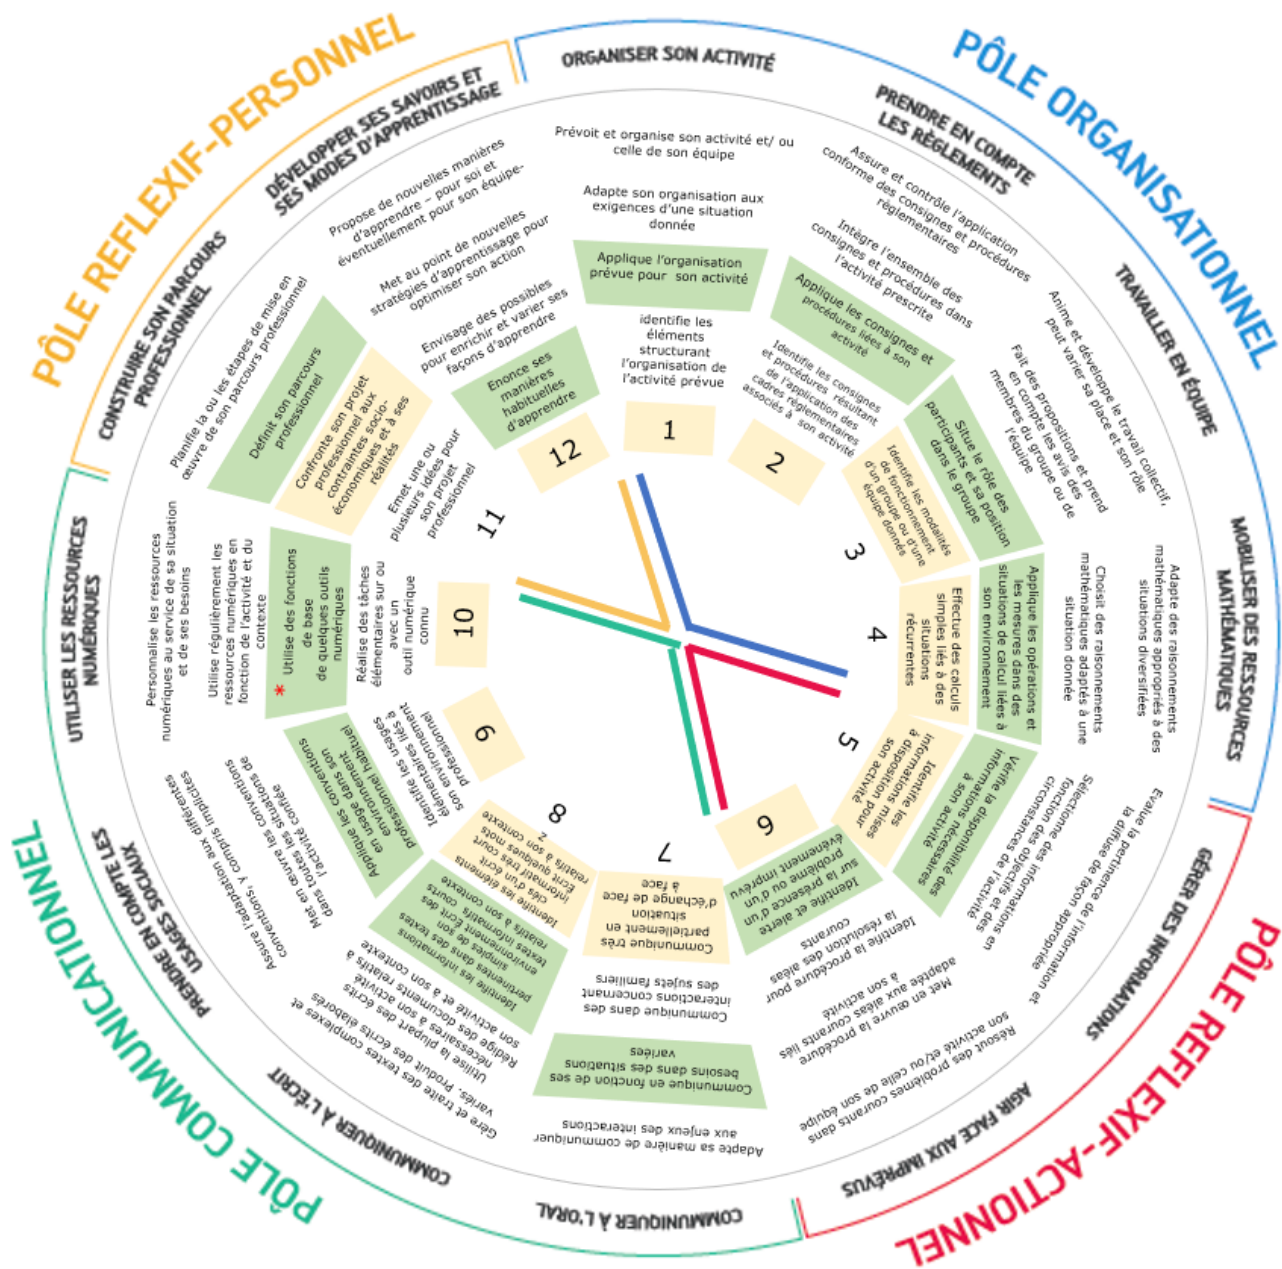 PÔLE REFLEXIF-PERSONNEL
PÔLE ORGANISATIONNEL
PÔLE REFLEXIF-ACTIONNEL
PÔLE COMMUNICATIONNEL
ORGANISER SON ACTIVITÉ
Prévoit et organise son activité et/ ou
celle de son équipe
Adapte son organisation aux
exigences d'une situation
donnée
Applique l'organisation
prévue pour son activité
identifie les
éléments
structurant
l'organisation de
l'activité prévue
1
PRENDRE EN COMPTE
LES RÈGLEMENTS
Assure et contrôle l'application
conforme des consignes et procédures
réglementaires
Intègre l'ensemble des
consignes et procédures dans
l'activité prescrite
Applique les consignes et
procédures liées à son
activité
Identifie les consignes
et procédures résultant
de l'application des
cadres réglementaires
associés à son activité
2
TRAVAILLER EN ÉQUIPE
Anime et développe le travail collectif,
peut varier sa place et son rôle
Fait des propositions et prend
en compte les avis des
membres du groupe ou de
l'équipe
Situe le rôle des
participants et sa position
dans le groupe
Identifie les modalités
de fonctionnement
d'un groupe ou d'une
équipe donnés
3
MOBILISER DES RESSOURCES
MATHÉMATIQUES
Adapte des raisonnements
mathématiques appropriés à des
situations diversifiées
Choisit des raisonnements
mathématiques adaptés à une
situation donnée
Applique les opérations et
les mesures dans des
situations de calcul liées à
son environnement
Effectue des calculs
simples liés à des
situations
récurrentes
4
GÉRER DES INFORMATIONS
Evalue la pertinence de l'information et
la diffuse de façon appropriée
Sélectionne des informations en
fonction des objectifs et des
circonstances de l'activité
Vérifie la disponibilité des
informations nécessaires
à son activité
Identifie les
informations mises
à disposition pour
son activité
5
AGIR FACE AUX IMPRÉVUS
Résout des problèmes courants dans
son activité et/ou celle de son équipe
Met en œuvre la procédure
adaptée aux aléas courants liés
à son activité
Identifie la procédure pour
la résolution des aléas
courants
Identifie et alerte
sur la présence d'un
problème ou d'un
événement imprévu
6
COMMUNIQUER À L'ORAL
Adapte sa manière de communiquer
aux enjeux des interactions
Communique en fonction de ses
besoins dans des situations
variées
Communique dans des
interactions concernant
des sujets familiers
Communique très
partiellement en
situation
d'échange de face
à face
7
COMMUNIQUER À L'ÉCRIT
Gère et traite des textes complexes et
variés. Produit des écrits élaborés
Utilise la plupart des écrits
nécessaires à son activité
Rédige des documents relatifs à
son activité et à son contexte
Identifie les informations
pertinentes dans des textes
simples de son
environnement Écrit des
textes informatifs courts
relatifs à son contexte
Identifie les éléments
clés d'un écrit
informatif très court
Écrit quelques mots
relatifs à son contexte
z
8
PRENDRE EN COMPTE LES
USAGES SOCIAUX
Assure l'adaptation aux différentes
conventions, y compris implicites
Met en œuvre les conventions
dans toutes les situations de
l'activité confiée
Applique les conventions
en usage dans son
environnement
professionnel habituel
Identifie les usages
élémentaires liés à
son environnement
professionnel
9
UTILISER LES RESSOURCES
NUMÉRIQUES
Personnalise les ressources
numériques au service de sa situation
et de ses besoins
Utilise régulièrement les
ressources numériques en
fonction de l'activité et du
contexte
* Utilise des fonctions
de base
de quelques outils
numériques
Réalise des tâches
élémentaires sur ou
avec un
outil numérique
connu
10
CONSTRUIRE SON PARCOURS
PROFESSIONNEL
Planifie la ou les étapes de mise en
œuvre de son parcours professionnel
Définit son parcours
professionnel
Confronte son projet
professionnel aux
contraintes socio-
économiques et à ses
réalités
Emet une ou
plusieurs idées pour
son projet
professionnel
11
DÉVELOPPER SES SAVOIRS ET
SES MODES D'APPRENTISSAGE
Propose de nouvelles manières
d'apprendre – pour soi et
éventuellement pour son équipe-
Met au point de nouvelles
stratégies d'apprentissage pour
optimiser son action
Envisage des possibles
pour enrichir et varier ses
façons d'apprendre
Enonce ses
manières
habituelles
d'apprendre
12